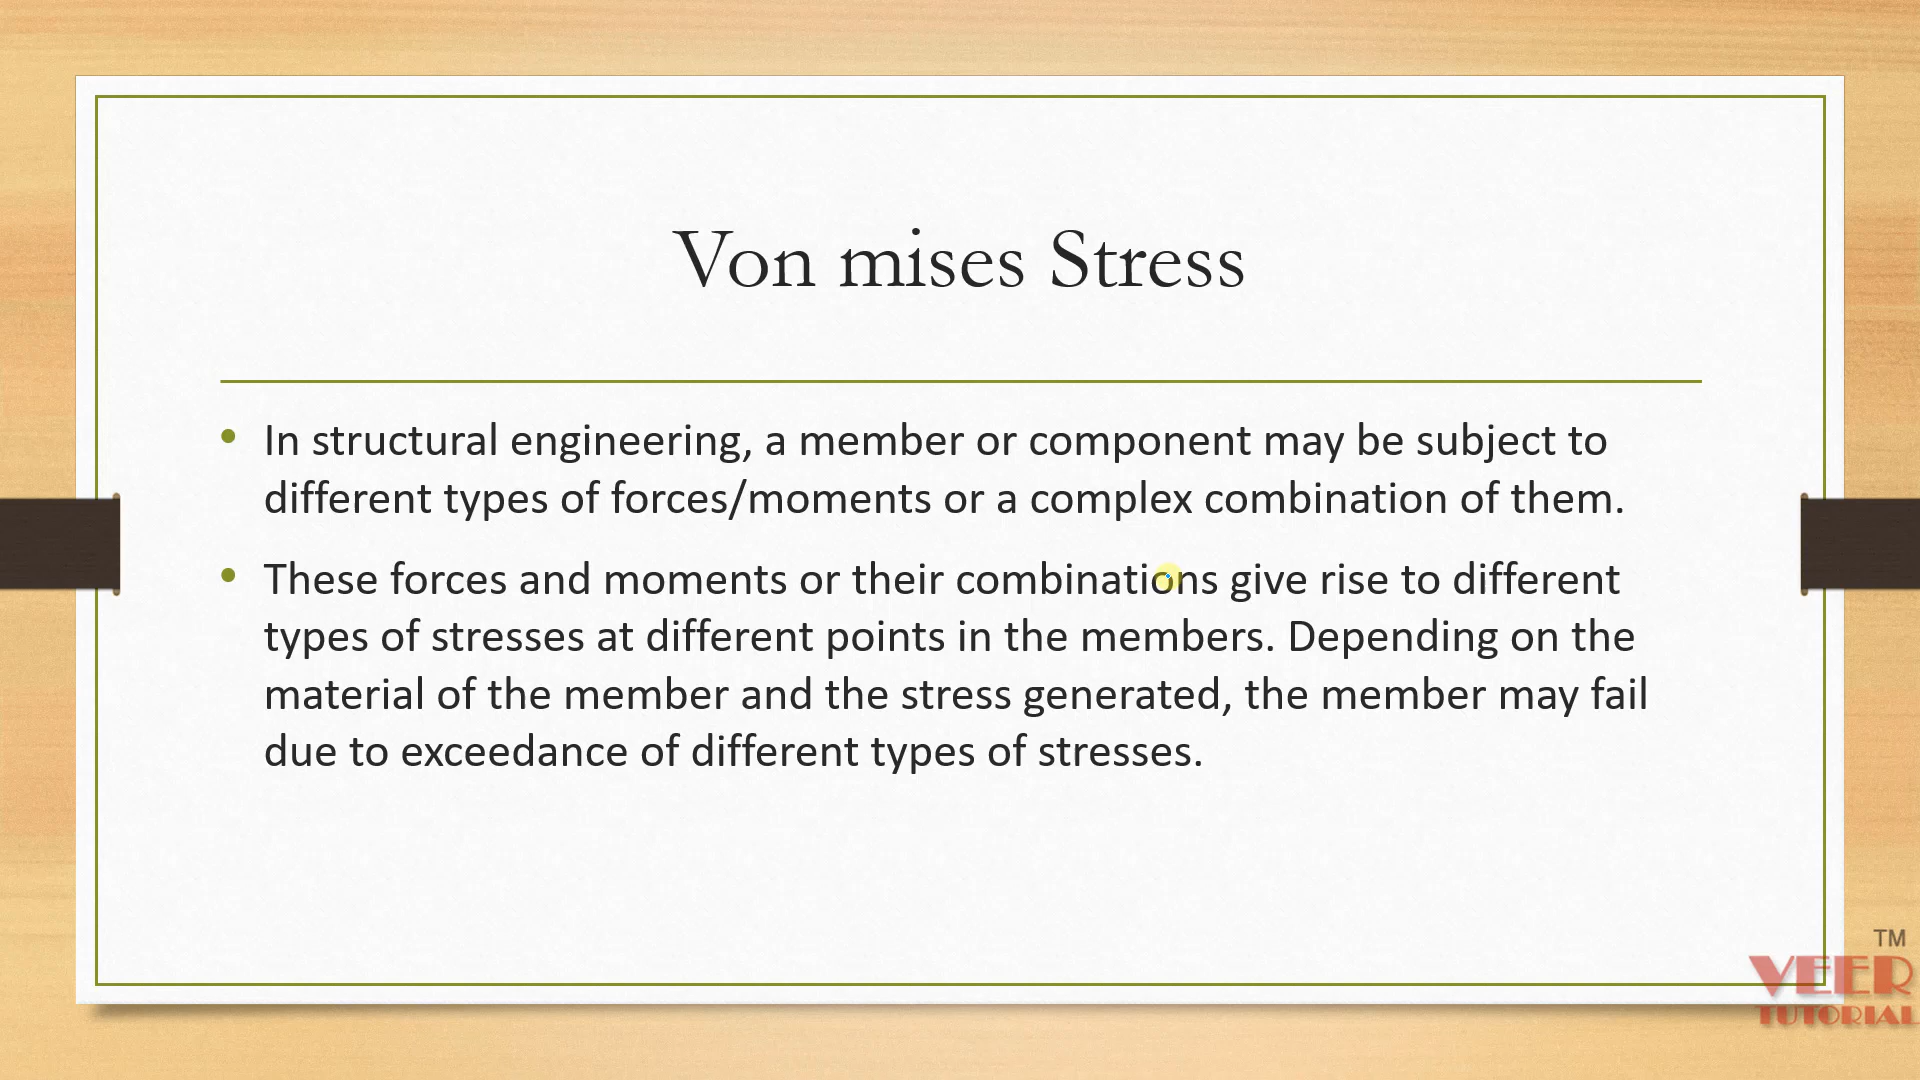 Von mises Stress
• In structural engineering, a member or component may be subject to
different types of forces/moments or a complex combination of them.
• These forces and moments or their combinations give rise to different
types of stresses at different points in the members. Depending on the
material of the member and the stress generated, the member may fail
due to exceedance of different types of stresses.
TM
VEER
TUTORIAL